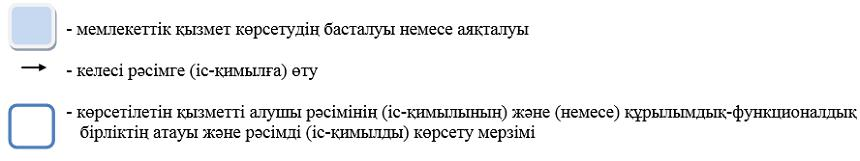 - мемлекеттік қызмет көрсетудің басталуы немесе аяқталуы
- келесі рәсімге (іс-қимылға) өту
- көрсетілетін қызметті алушы рәсімінің (іс-қимылының) және (немесе) құрылымдық-функционалдық
бірліктің атауы және рәсімді (іс-қимылды) көрсету мерзімі